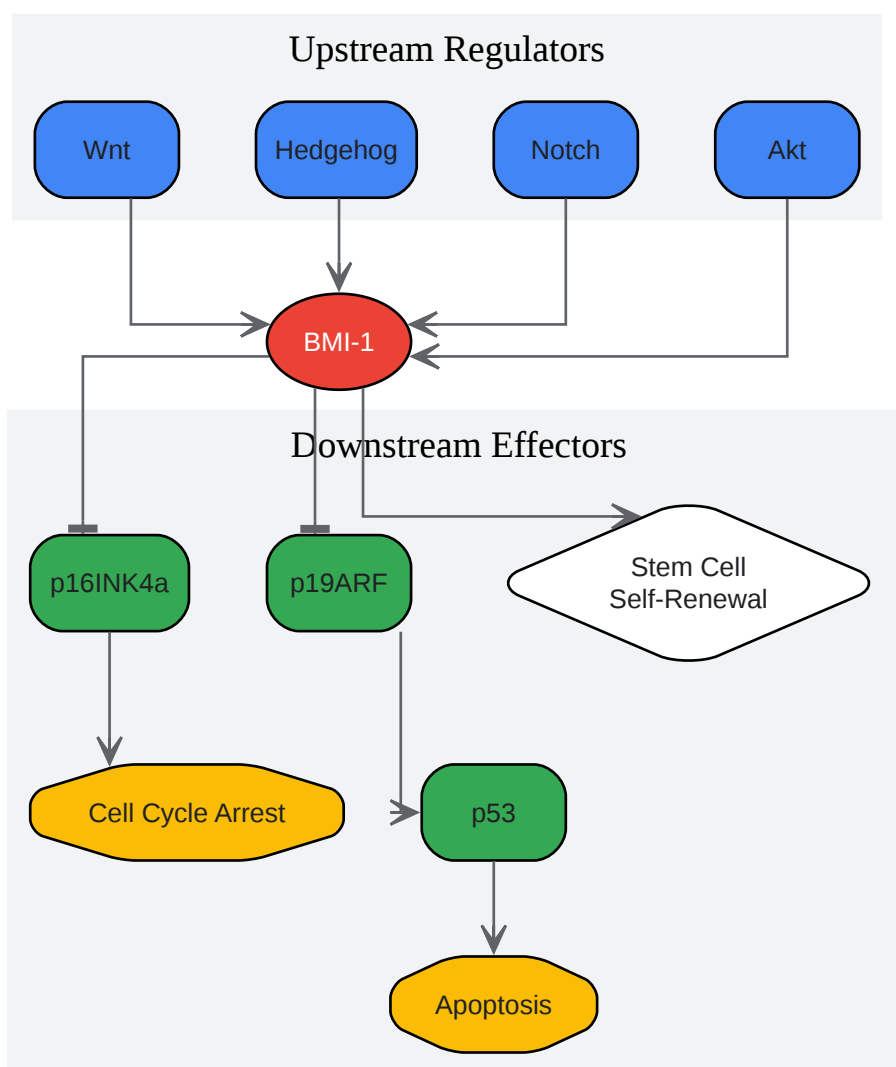 Upstream Regulators
Wnt
Hedgehog
Notch
Akt
BMI-1
Downstream Effectors
p16INK4a
p19ARF
Stem Cell
Self-Renewal
Cell Cycle Arrest
p53
Apoptosis